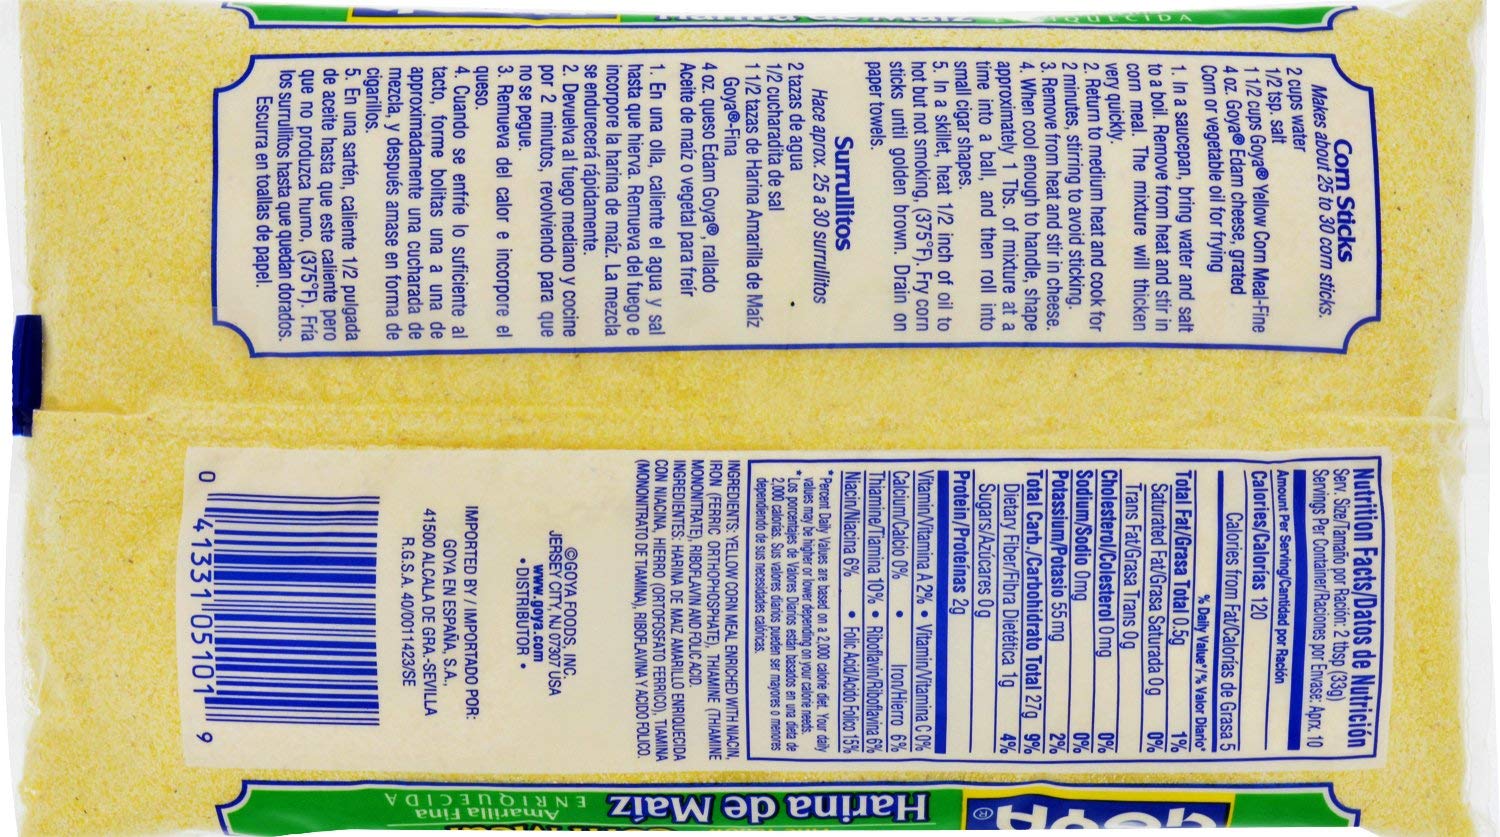 Corn Sticks
Makes about 25 to 30 corn sticks.
2 cups water
1/2 tsp. salt
1 1/2 cups Goya® Yellow Corn Meal-Fine
4 oz. Goya® Edam cheese, grated
Corn or vegetable oil for frying
1. In a saucepan, bring water and salt
to a boil. Remove from heat and stir in
corn meal. The mixture will thicken
very quickly.
2. Return to medium heat and cook for
2 minutes, stirring to avoid sticking.
3. Remove from heat and stir in cheese.
4. When cool enough to handle, shape
approximately 1 Tbs. of mixture at a
time into a ball, and then roll into
small cigar shapes.
5. In a skillet, heat 1/2 inch of oil to
hot but not smoking, (375°F). Fry corn
sticks until golden brown. Drain on
paper towels.
Surrullitos
Hace aprox. 25 a 30 surrullitos
2 tazas de agua
1/2 cucharadita de sal
1 1/2 tazas de Harina Amarilla de Maíz
Goya®-Fina
4 oz. queso Edam Goya®, rallado
Aceite de maíz o vegetal para freír
1. En una olla, caliente el agua y sal
hasta que hierva. Remueva del fuego e
incorpore la harina de maíz. La mezcla
se endurecerá rápidamente.
2. Devuelva al fuego mediano y cocine
por 2 minutos, revolviendo para que
no se pegue.
3. Remueva del calor e incorpore el
queso.
4. Cuando se enfríe lo suficiente al
tacto, forme bolitas una a una de
aproximadamente una cucharada de
mezcla, y después amase en forma de
cigarillos.
5. En una sartén, caliente 1/2 pulgada
de aceite hasta que este caliente pero
que no produzca humo, (375°F). Fría
los surrullitos hasta que quedan dorados.
Escurra en toallas de papel.
Nutrition Facts/Datos de Nutrición
Serv. Size/Tamaño por Ración: 2 tbsp (33g)
Servings Per Container/Raciones por Envase: Aprx. 10
Amount Per Serving/Cantidad por Ración
Calories/Calorías 120
Calories from Fat/Calorías de Grasa 5
% Daily Value*/% Valor Diario*
Total Fat/Grasa Total 0.5g 1%
Saturated Fat/Grasa Saturada 0g 0%
Trans Fat/Grasa Trans 0g
Cholesterol/Colesterol 0mg 0%
Sodium/Sodio 0mg 0%
Potassium/Potasio 55mg 2%
Total Carb./Carbohidrato Total 27g 9%
Dietary Fiber/Fibra Dietética 1g 4%
Sugars/Azúcares 0g
Protein/Proteínas 2g
Vitamin/Vitamina A 2% • Vitamin/Vitamina C 0%
Calcium/Calcio 0% • Iron/Hierro 6%
Thiamine/Tiamina 10% • Riboflavin/Riboflavina 6%
Niacin/Niacina 6% • Folic Acid/Acido Folico 15%
*Percent Daily Values are based on a 2,000 calorie diet. Your daily
values may be higher or lower depending on your calorie needs.
*Los porcentajes de Valores Diarios están basados en una dieta de
2,000 calorías. Sus valores diarios pueden ser mayores o menores
dependiendo de sus necesidades calóricas.
INGREDIENTS: YELLOW CORN MEAL ENRICHED WITH NIACIN,
IRON (FERRIC ORTHOPHOSPHATE), THIAMINE (THIAMINE
MONONITRATE), RIBOFLAVIN AND FOLIC ACID.
INGREDIENTES: HARINA DE MAÍZ AMARILLO ENRIQUECIDA
CON NIACINA, HIERRO (ORTOFOSFATO FERRICO), TIAMINA
(MONONITRATO DE TIAMINA), RIBOFLAVINA Y ACIDO FOLICO.
©GOYA FOODS, INC.
JERSEY CITY, NJ 07307 USA
www.goya.com
• DISTRIBUTOR •
IMPORTED BY / IMPORTADO POR:
GOYA EN ESPAÑA, S.A.,
41500 ALCALA DE GRA.-SEVILLA
R.G.S.A. 40/0011423/SE
0 41331 05101 9
GOYA®
Corn Meal
Harina de Maíz
Amarilla Fina
ENRIQUECIDA
Harina de Maíz
ENRIQUECIDA